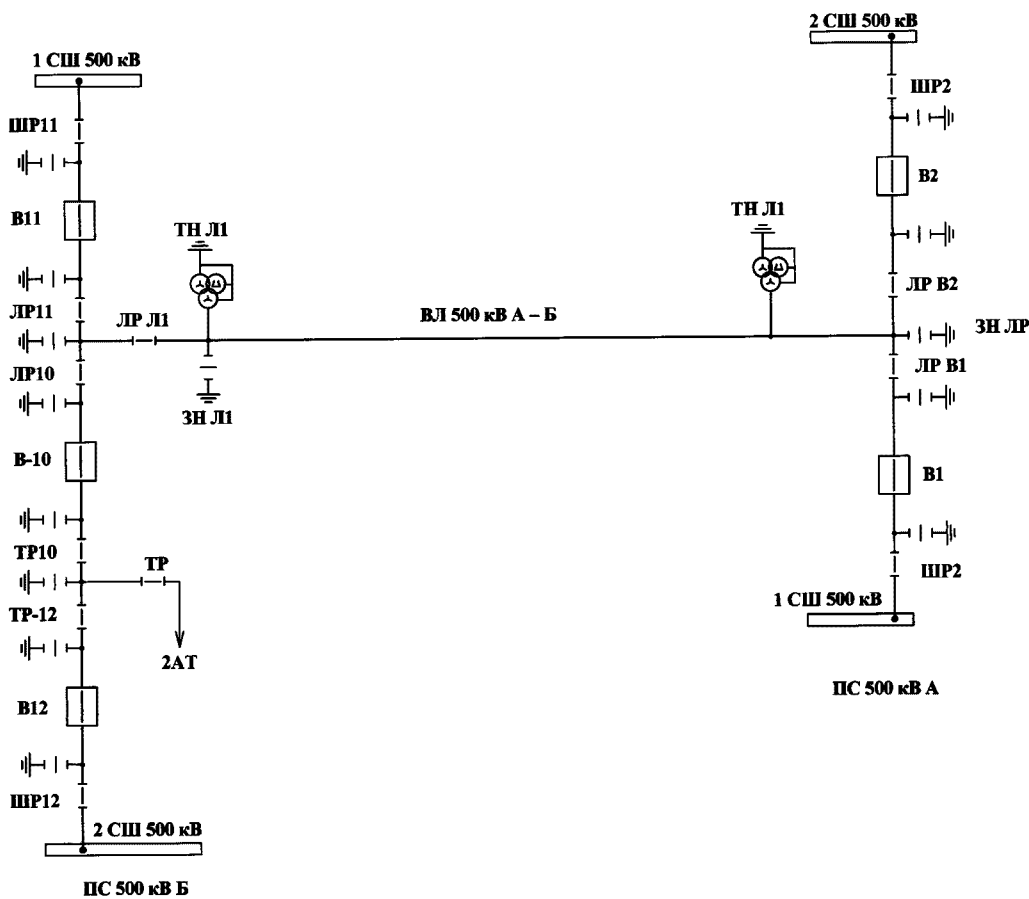 2 СШ 500 кВ
1 СШ 500 кВ
ШР2
ШР11
В2
В11
ТН Л1
ТН Л1
ЛР В2
ЛР11
ЛР Л1
ВЛ 500 кВ А – Б
ЗН ЛР
ЛР10
ЛР В1
ЗН Л1
В-10
В1
ТР10
ТР
ШР2
ТР-12
1 СШ 500 кВ
2АТ
ПС 500 кВ А
В12
ШР12
2 СШ 500 кВ
ПС 500 кВ Б